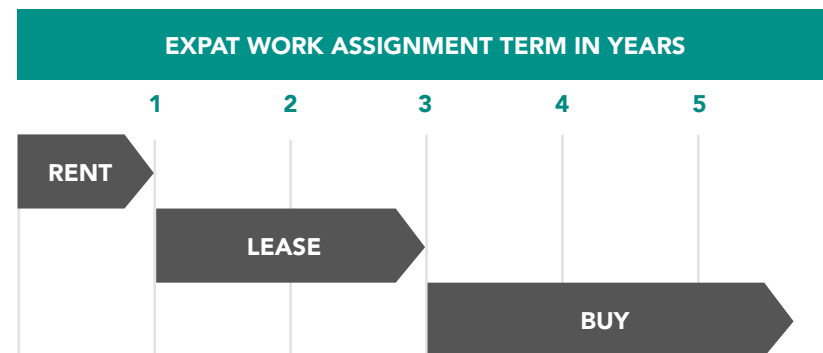 EXPAT WORK ASSIGNMENT TERM IN YEARS
1 2 3 4 5
RENT
LEASE
BUY